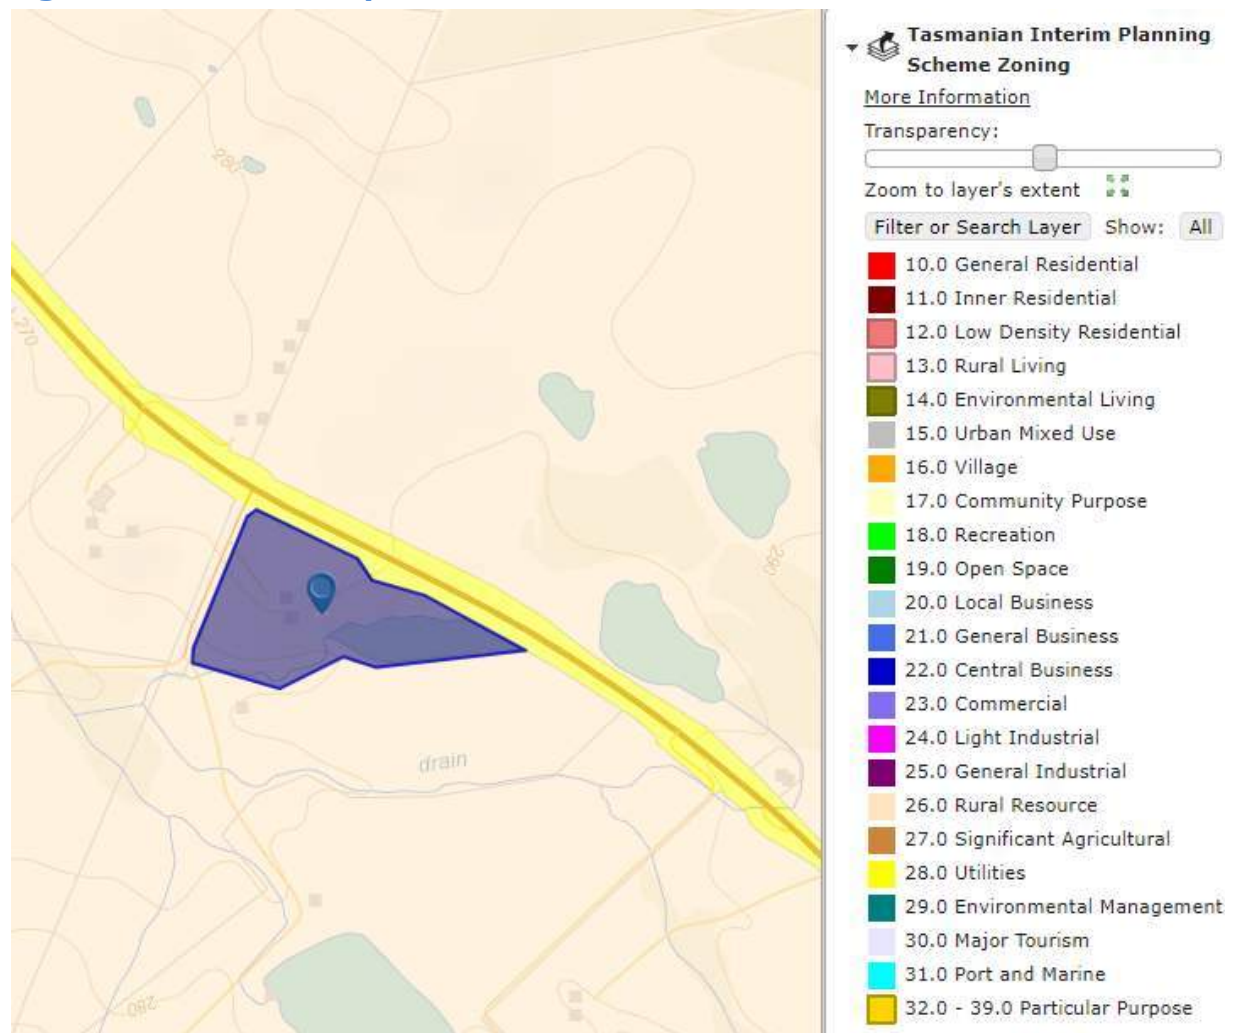 Tasmanian Interim Planning
Scheme Zoning
More Information
Transparency:
Zoom to layer's extent
Filter or Search Layer Show: All
10.0 General Residential
11.0 Inner Residential
12.0 Low Density Residential
13.0 Rural Living
14.0 Environmental Living
15.0 Urban Mixed Use
16.0 Village
17.0 Community Purpose
18.0 Recreation
19.0 Open Space
20.0 Local Business
21.0 General Business
22.0 Central Business
23.0 Commercial
24.0 Light Industrial
25.0 General Industrial
26.0 Rural Resource
27.0 Significant Agricultural
28.0 Utilities
29.0 Environmental Management
30.0 Major Tourism
31.0 Port and Marine
32.0 - 39.0 Particular Purpose
280
270
290
drain
280